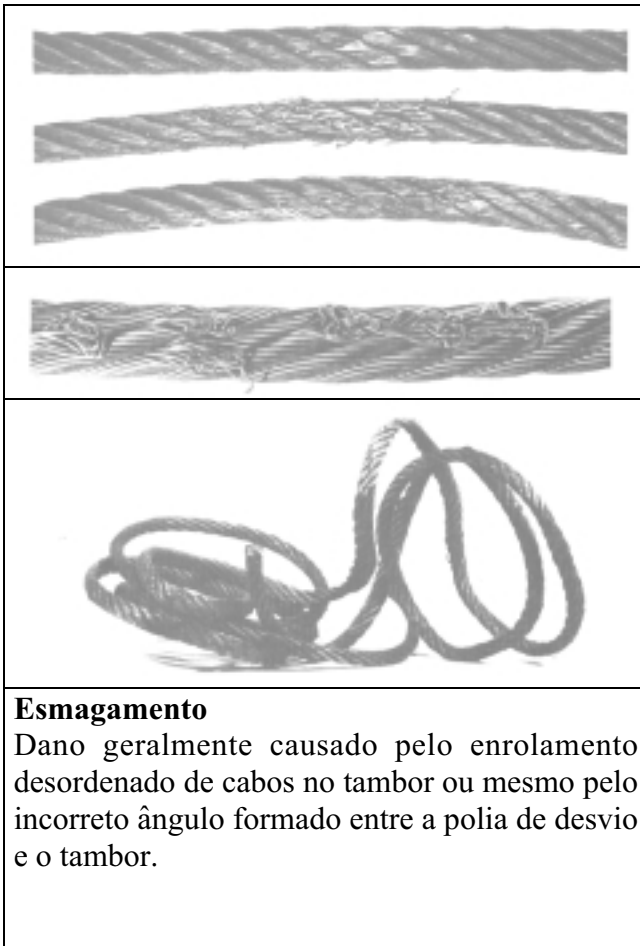 Esmagamento
Dano geralmente causado pelo enrolamento
desordenado de cabos no tambor ou mesmo pelo
incorreto ângulo formado entre a polia de desvio
e o tambor.